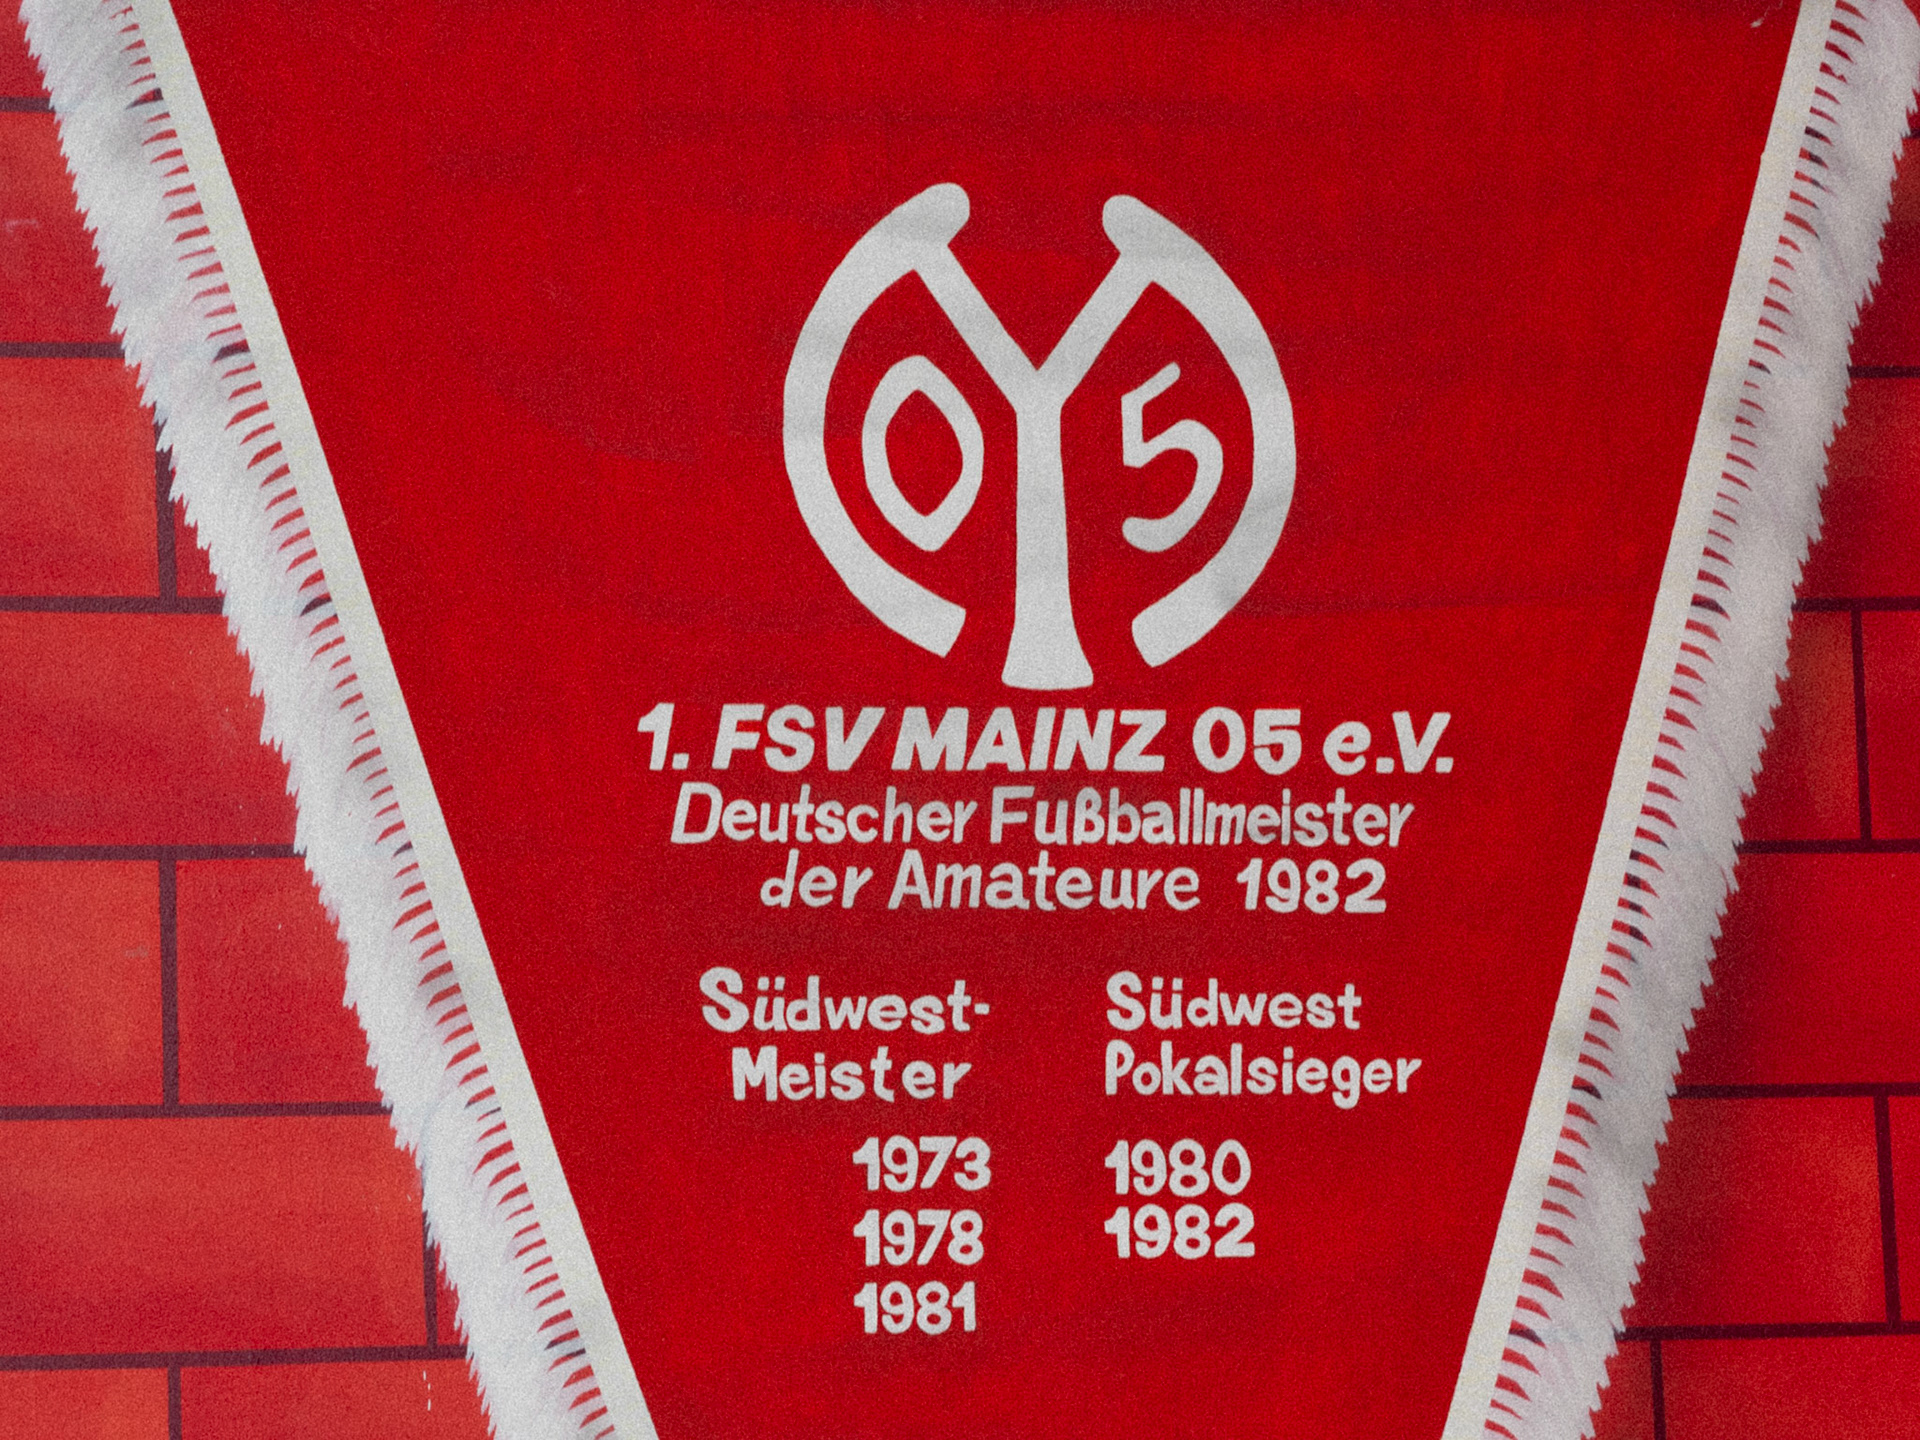 05
1. FSV MAINZ 05 e.V.
Deutscher Fußballmeister
der Amateure 1982
Südwest-
Meister
1973
1978
1981
Südwest
Pokalsieger
1980
1982